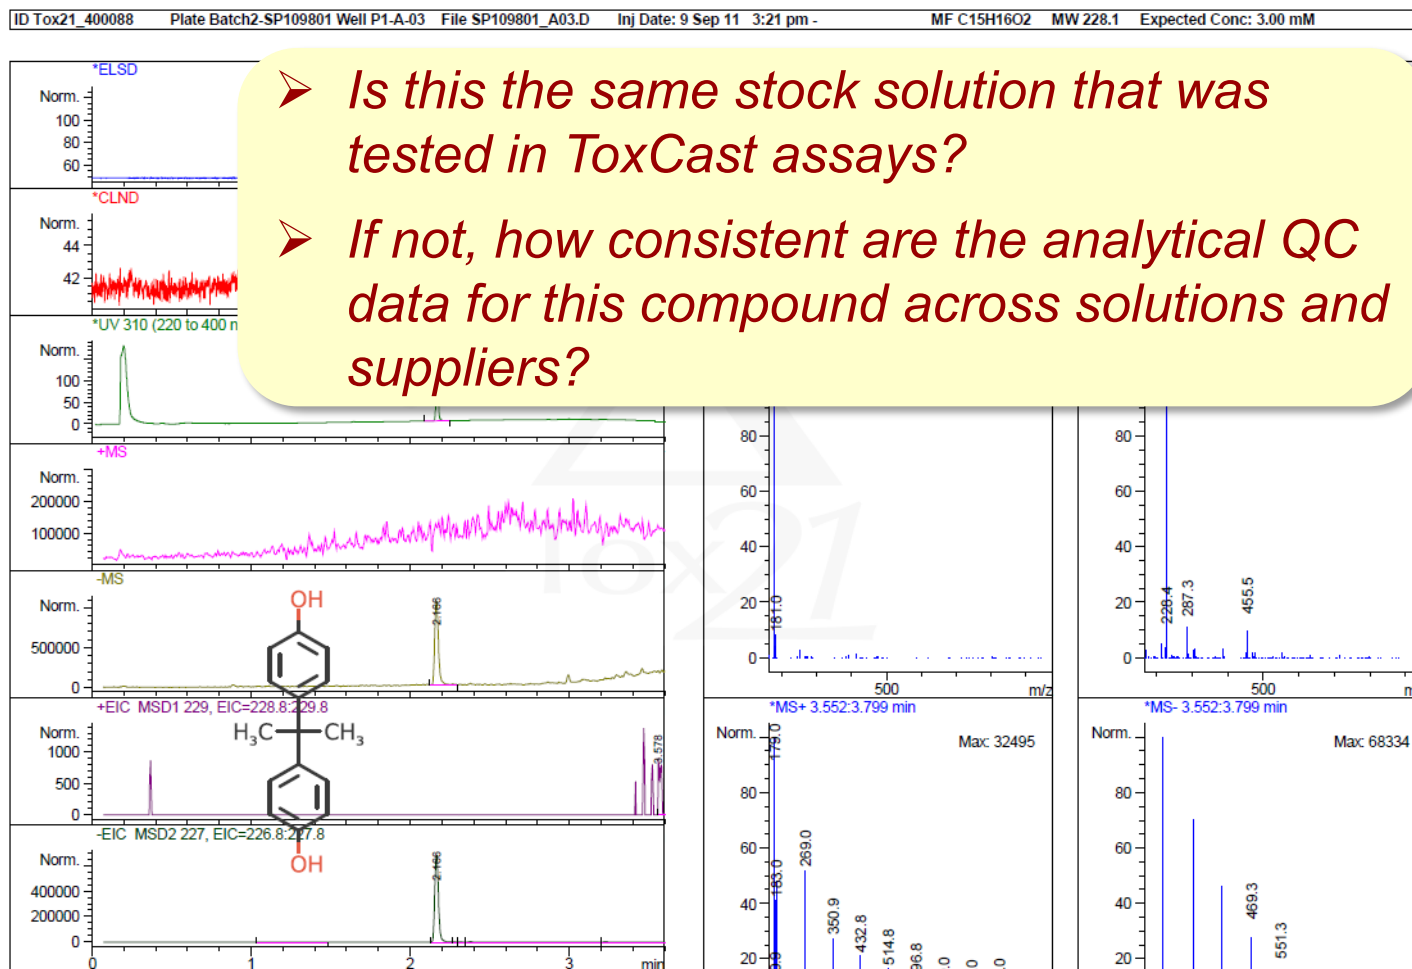 ID Tox21_400088 Plate Batch2-SP109801 Well P1-A-03 File SP109801_A03.D Inj Date: 9 Sep 11 3:21 pm - MF C15H16O2 MW 228.1 Expected Conc: 3.00 mM
➢ Is this the same stock solution that was
tested in ToxCast assays?
➢ If not, how consistent are the analytical QC
data for this compound across solutions and
suppliers?
*ELSD
Norm.
100
80
60
*CLND
Norm.
44
42
*UV 310 (220 to 400 n
Norm.
100
50
0
+MS
Norm.
200000
100000
-MS
Norm.
500000
0
2.166
OH
H3C
CH3
OH
+EIC MSD1 229, EIC=228.8:229.8
Norm.
1000
500
0
3.578
-EIC MSD2 227, EIC=226.8:227.8
Norm.
400000
200000
0
2.166
0 1 2 3 min
Tox21
80
60
40
20
0
181.0
500 m/z
*MS+ 3.552:3.799 min
Norm.
Max: 32495
80
60
40
20
179.0
183.0
269.0
350.9
432.8
514.8
96.8
80
60
40
20
0
228.4
287.3
455.5
500
*MS- 3.552:3.799 min
Norm.
Max: 68334
80
60
40
20
469.3
551.3